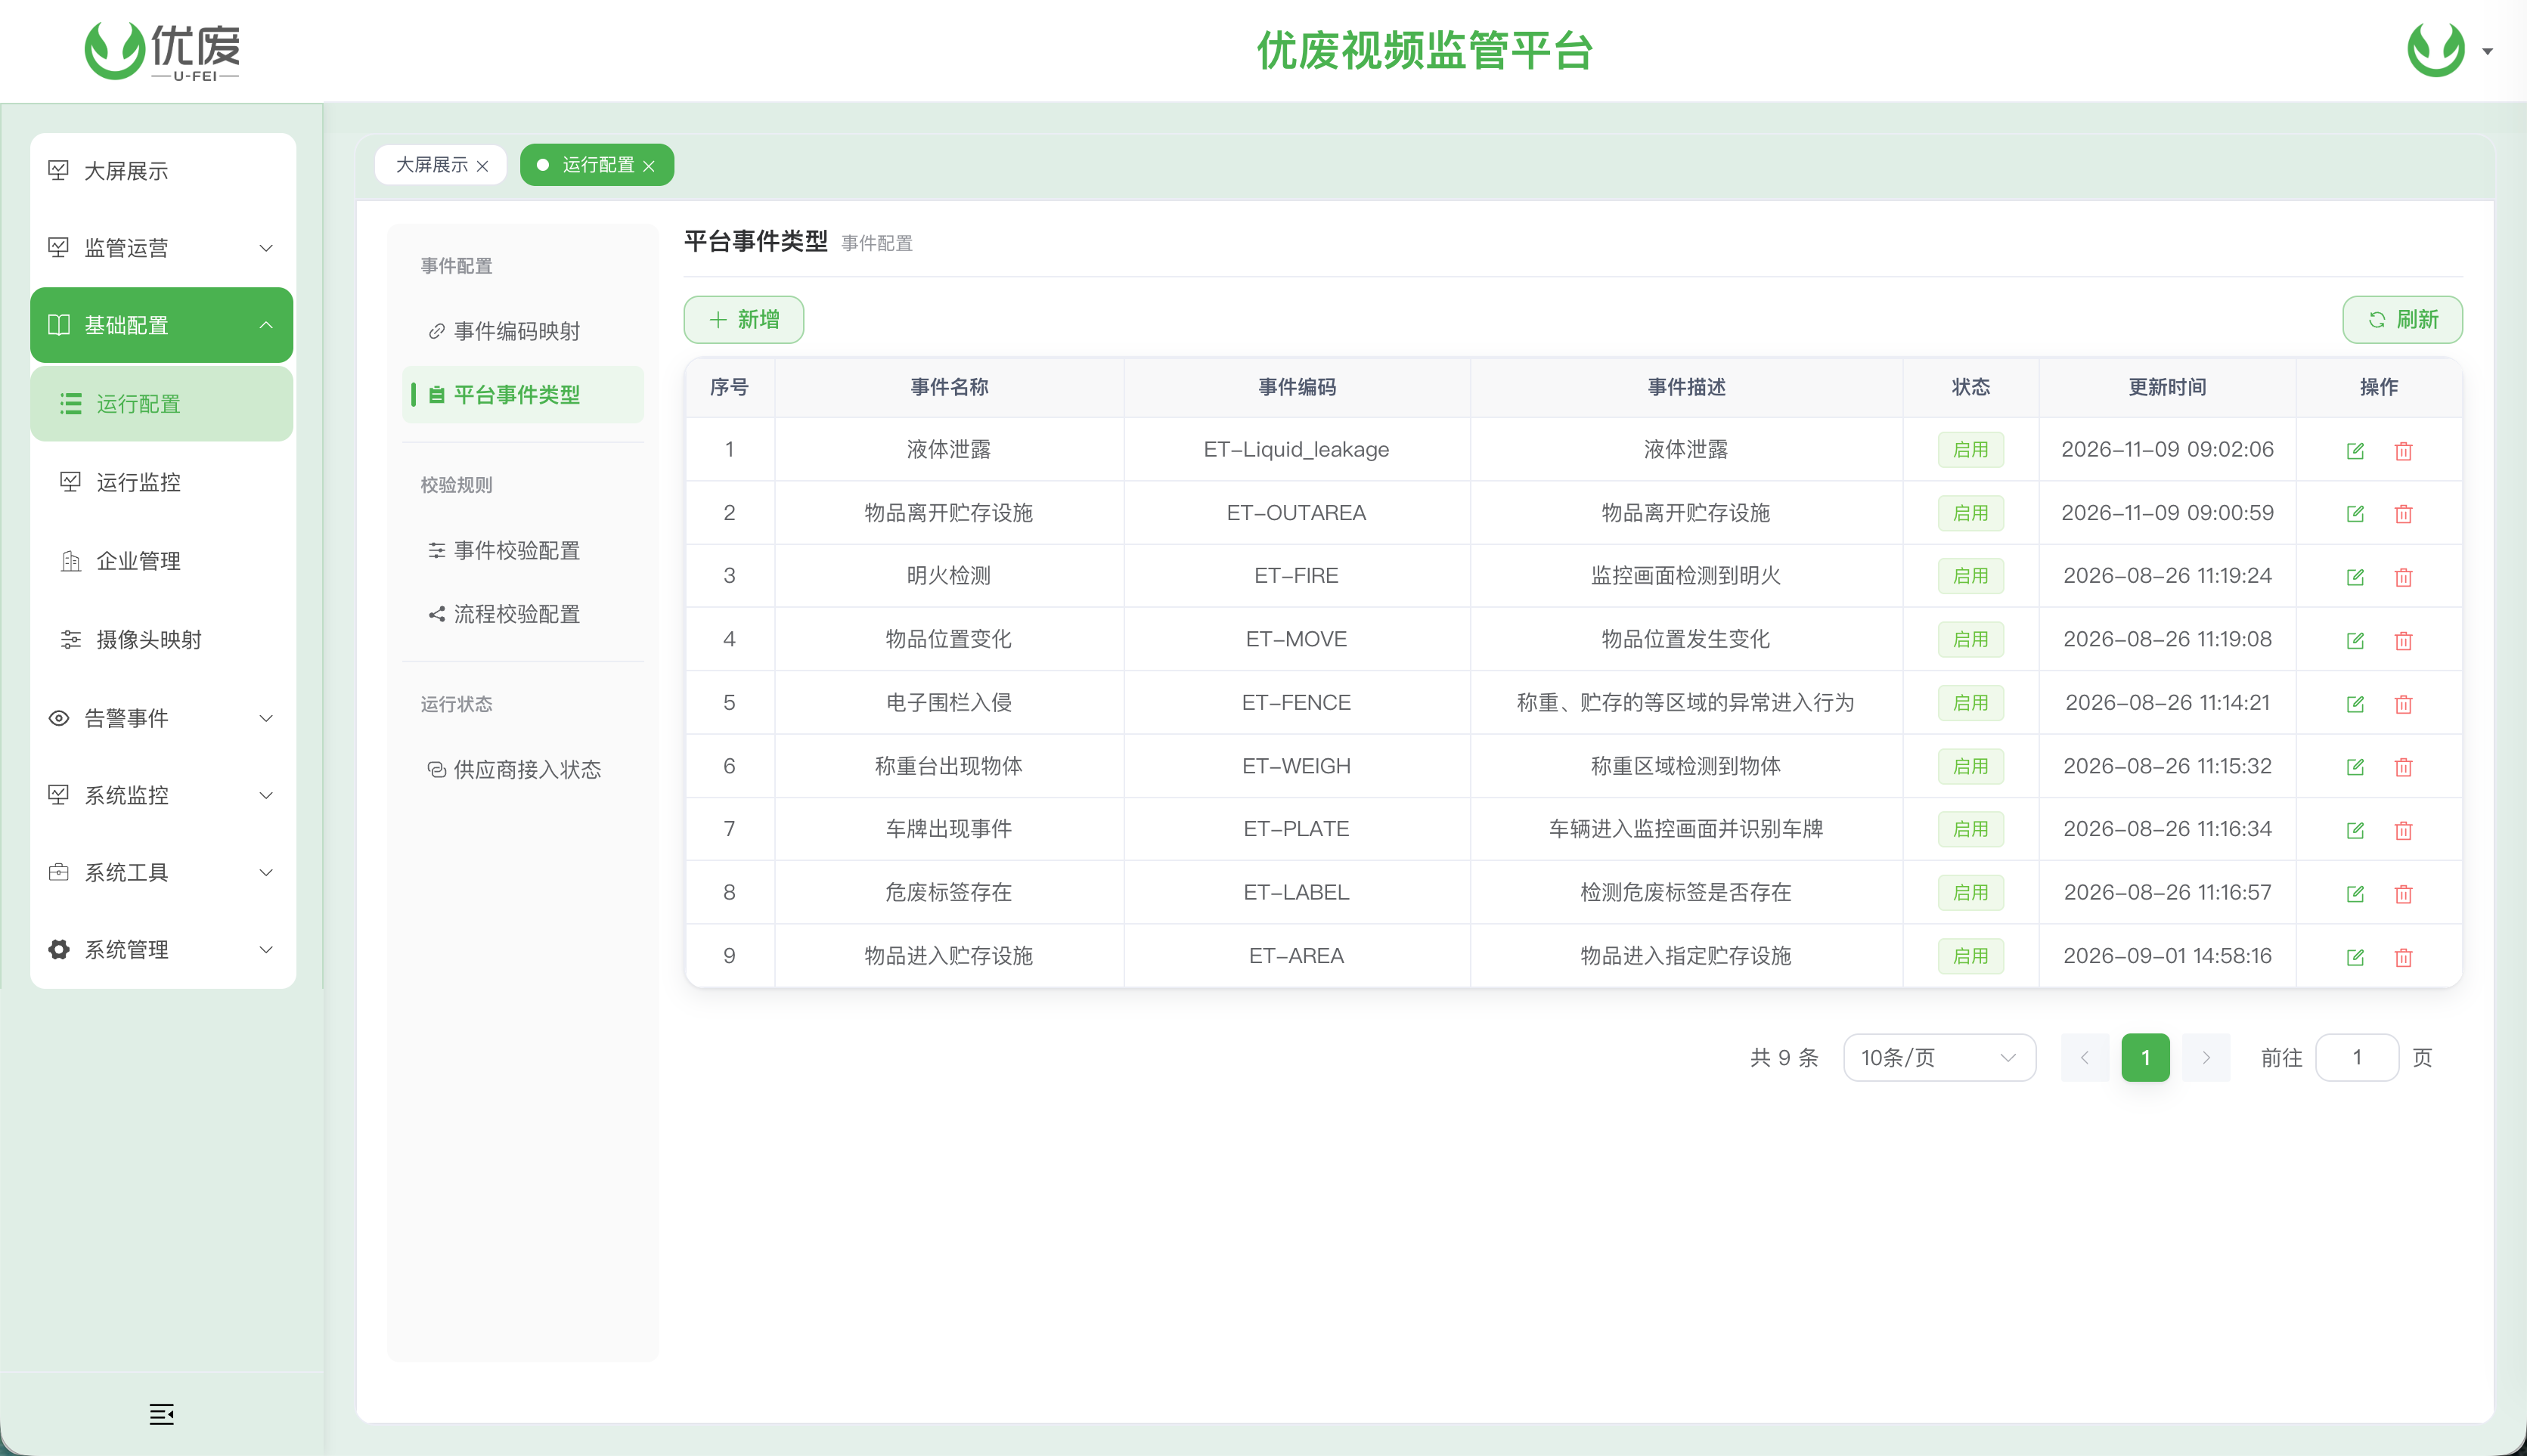 优废
U-FEI
优废视频监管平台
大屏展示
监管运营
基础配置
运行配置
运行监控
企业管理
摄像头映射
告警事件
系统监控
系统工具
系统管理
大屏展示 运行配置
事件配置
事件编码映射
平台事件类型
校验规则
事件校验配置
流程校验配置
运行状态
供应商接入状态
平台事件类型 事件配置
新增 刷新
序号 事件名称 事件编码 事件描述 状态 更新时间 操作
1 液体泄露 ET-Liquid_leakage 液体泄露 启用 2026-11-09 09:02:06
2 物品离开贮存设施 ET-OUTAREA 物品离开贮存设施 启用 2026-11-09 09:00:59
3 明火检测 ET-FIRE 监控画面检测到明火 启用 2026-08-26 11:19:24
4 物品位置变化 ET-MOVE 物品位置发生变化 启用 2026-08-26 11:19:08
5 电子围栏入侵 ET-FENCE 称重、贮存的等区域的异常进入行为 启用 2026-08-26 11:14:21
6 称重台出现物体 ET-WEIGH 称重区域检测到物体 启用 2026-08-26 11:15:32
7 车牌出现事件 ET-PLATE 车辆进入监控画面并识别车牌 启用 2026-08-26 11:16:34
8 危废标签存在 ET-LABEL 检测危废标签是否存在 启用 2026-08-26 11:16:57
9 物品进入贮存设施 ET-AREA 物品进入指定贮存设施 启用 2026-09-01 14:58:16
共 9 条 10条/页 1 前往 1 页